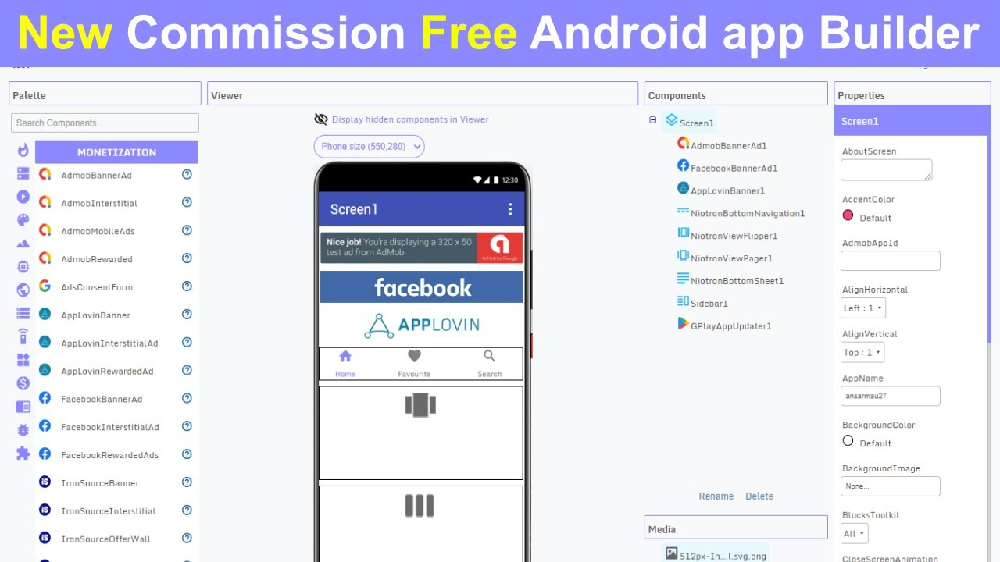 New Commission Free Android app Builder
Palette
Search Components...
MONETIZATION
AdmobBannerAd
AdmobInterstitial
AdmobMobileAds
AdmobRewarded
AdsConsentForm
AppLovinBanner
AppLovinInterstitialAd
AppLovinRewardedAd
FacebookBannerAd
FacebookInterstitialAd
FacebookRewardedAds
IronSourceBanner
IronSourceInterstitial
IronSourceOfferWall
Viewer
Display hidden components in Viewer
Phone size (550,280)
12:30
Screen1
Nice job! You're displaying a 320 x 50
test ad from AdMob.
AdMob by Google
facebook
APPLOVIN
Home Favourite Search
Components
Screen1
AdmobBannerAd1
FacebookBannerAd1
AppLovinBanner1
NiotronBottomNavigation1
NiotronViewFlipper1
NiotronViewPager1
NiotronBottomSheet1
Sidebar1
GPlayAppUpdater1
Rename Delete
Media
512px-In...l.svg.png
Properties
Screen1
AboutScreen
AccentColor
Default
AdmobAppId
AlignHorizontal
Left : 1
AlignVertical
Top : 1
AppName
ansarmau27
BackgroundColor
Default
BackgroundImage
None...
BlocksToolkit
All
CloseScreenAnimation